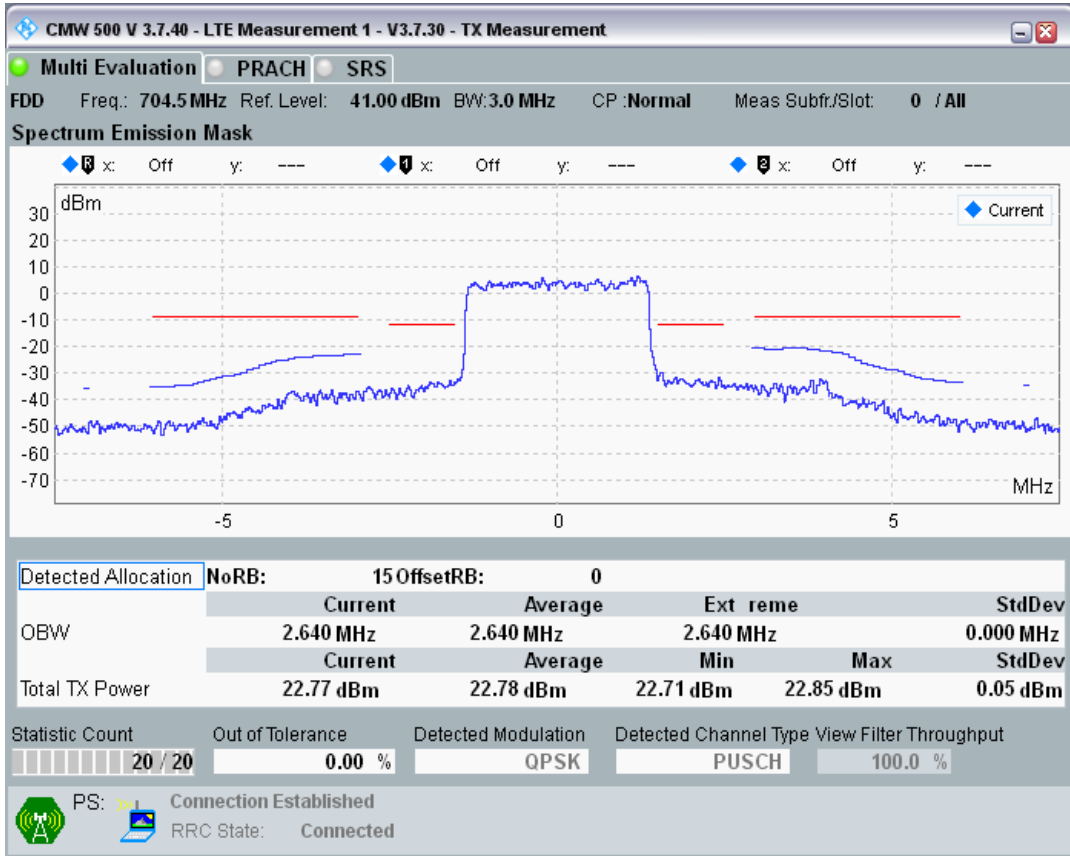 CMW 500 V 3.7.40 - LTE Measurement 1 - V3.7.30 - TX Measurement
Multi Evaluation PRACH SRS
FDD Freq.: 704.5 MHz Ref. Level: 41.00 dBm BW: 3.0 MHz CP :Normal Meas Subfr./Slot: 0 / All
Spectrum Emission Mask
R x: Off y: --- 1 x: Off y: --- 2 x: Off y: ---
dBm
Current
30
20
10
0
-10
-20
-30
-40
-50
-60
-70
MHz
-5 0 5
Detected Allocation NoRB: 15 OffsetRB: 0
Current Average Ext reme StdDev
OBW 2.640 MHz 2.640 MHz 2.640 MHz 0.000 MHz
Current Average Min Max StdDev
Total TX Power 22.77 dBm 22.78 dBm 22.71 dBm 22.85 dBm 0.05 dBm
Statistic Count Out of Tolerance Detected Modulation Detected Channel Type View Filter Throughput
20 / 20 0.00 % QPSK PUSCH 100.0 %
PS: Connection Established
RRC State: Connected